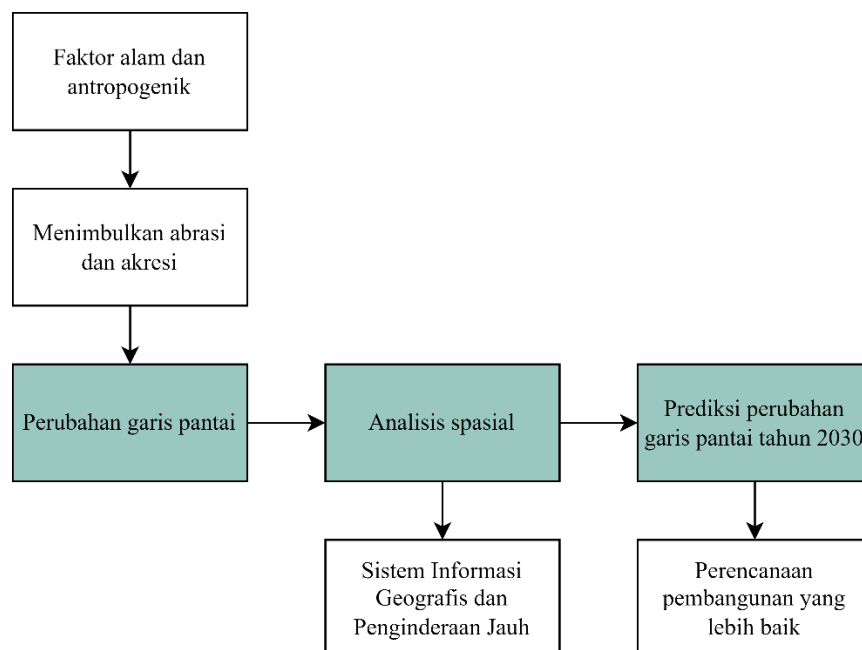 Faktor alam dan
antropogenik
Menimbulkan abrasi
dan akresi
Perubahan garis pantai
Analisis spasial
Prediksi perubahan
garis pantai tahun 2030
Sistem Informasi
Geografis dan
Penginderaan Jauh
Perencanaan
pembangunan yang
lebih baik